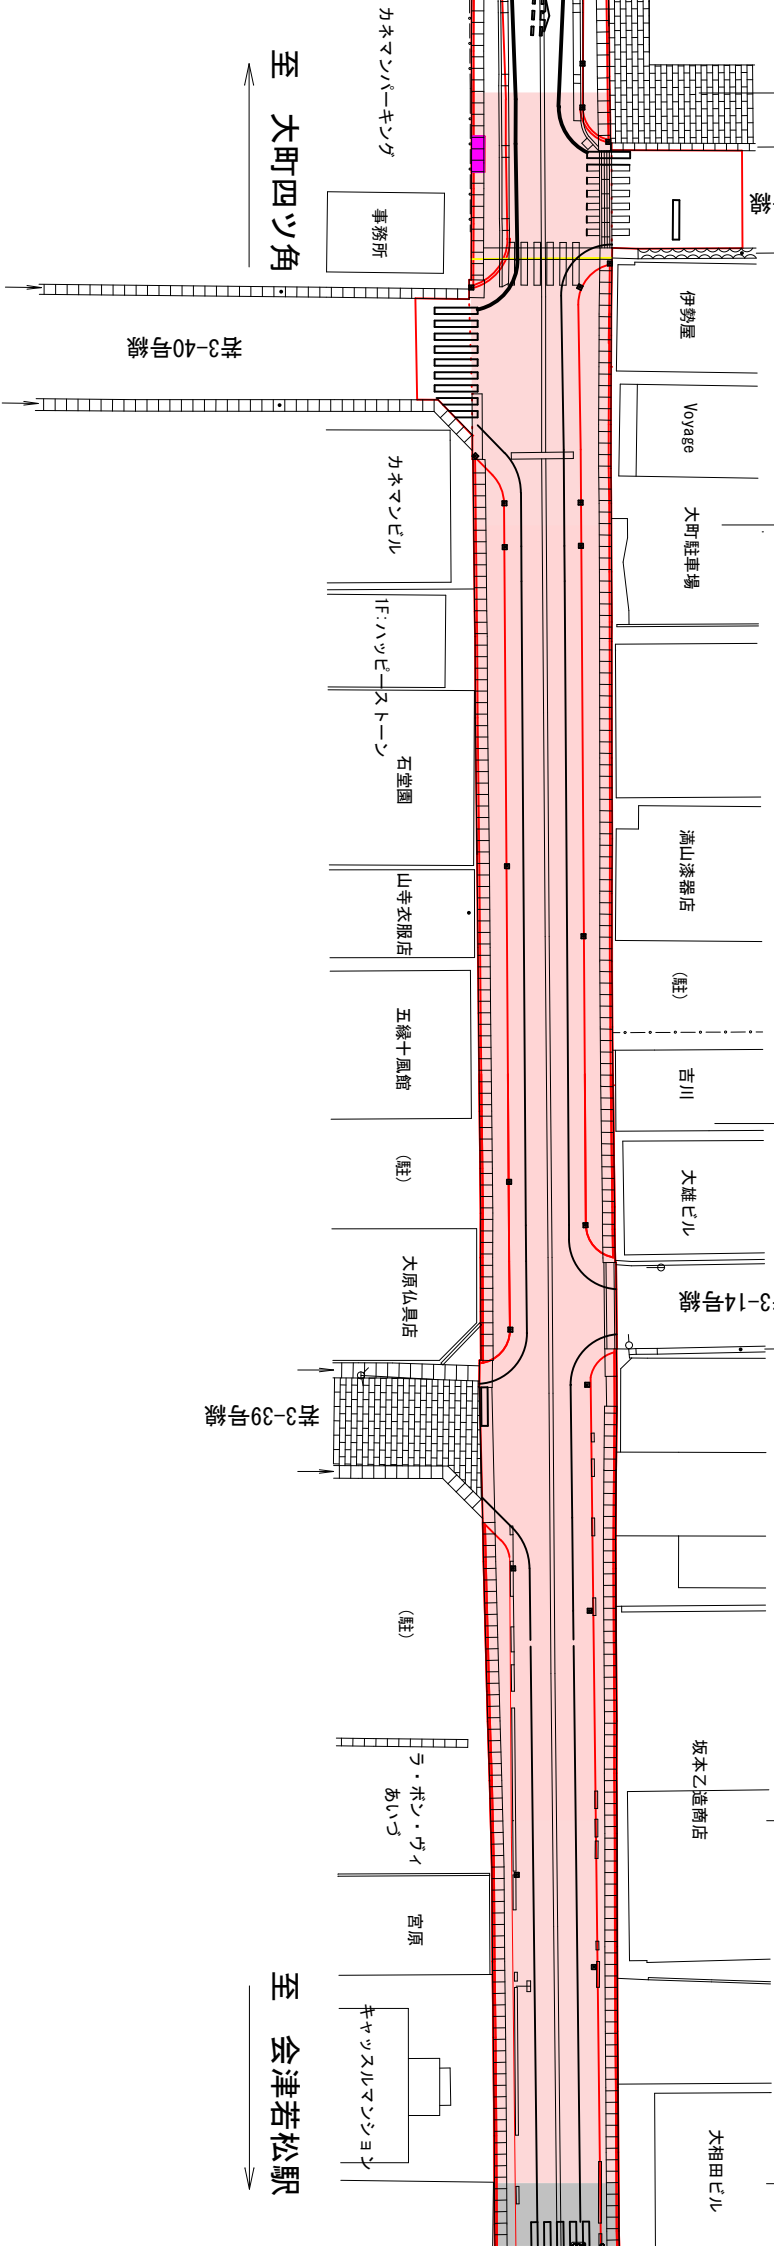 カネマンパーキング
至 大町四ツ角
事務所
伊勢屋
若3-40号線
Voyage
カネマンビル
大町駐車場
1F:ハッピーストーン
石堂園
満山漆器店
山寺衣服店
(駐)
五縁十風館
吉川
(駐)
大雄ビル
大原仏具店
3-14号線
若3-39号線
(駐)
坂本乙造商店
ラ・ボン・ヴィ
あいづ
宮原
至 会津若松駅
キャッスルマンション
大相田ビル
号線